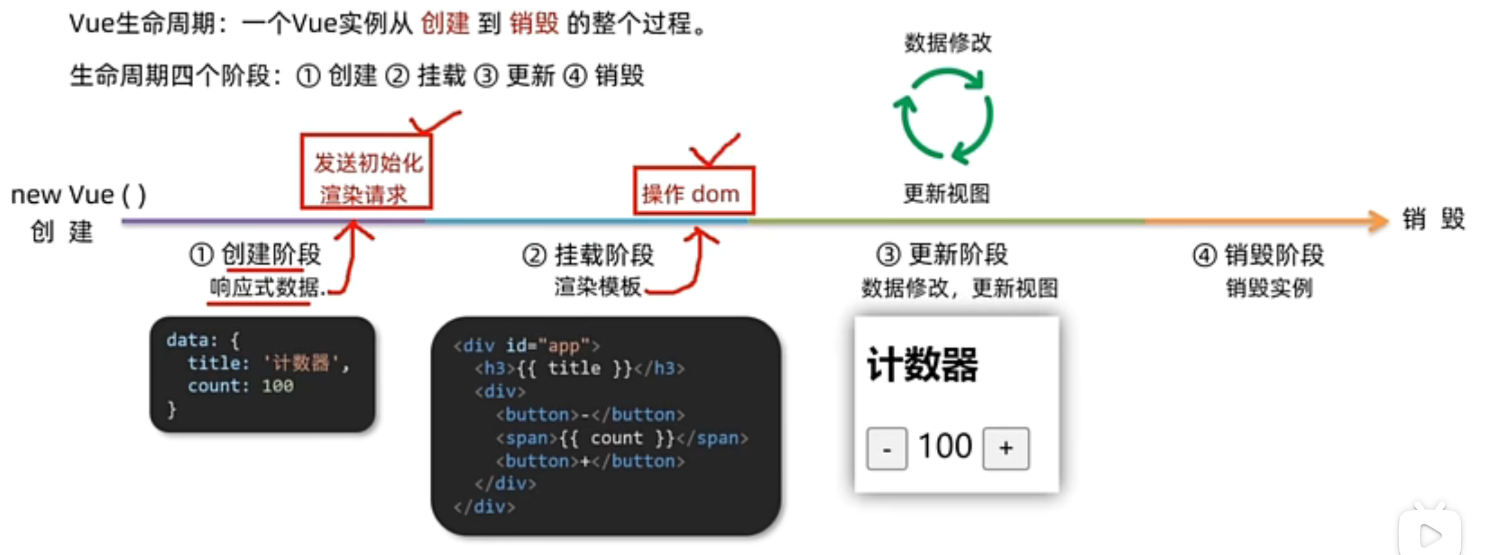 Vue生命周期：一个Vue实例从 创建 到 销毁 的整个过程。
生命周期四个阶段：① 创建 ② 挂载 ③ 更新 ④ 销毁
数据修改
更新视图
发送初始化
渲染请求
操作 dom
new Vue ( )
创 建
销 毁
① 创建阶段
响应式数据
② 挂载阶段
渲染模板
③ 更新阶段
数据修改，更新视图
④ 销毁阶段
销毁实例
data: {
  title: '计数器',
  count: 100
}
<div id="app">
  <h3>{{ title }}</h3>
  <div>
    <button>-</button>
    <span>{{ count }}</span>
    <button>+</button>
  </div>
</div>
计数器
- 100 +